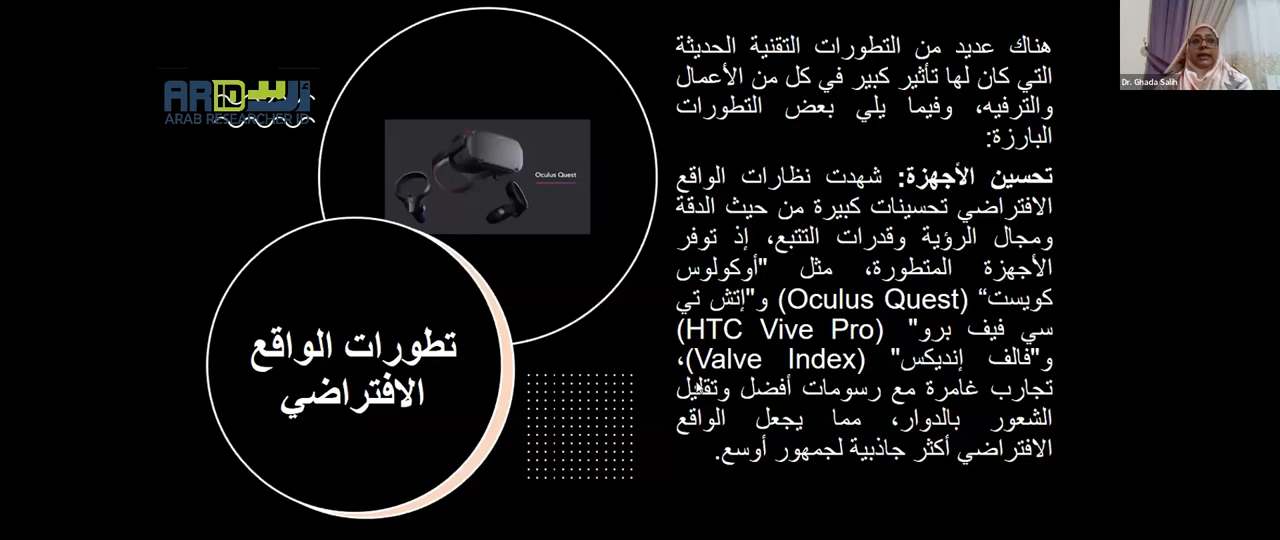 هناك عديد من التطورات التقنية الحديثة
التي كان لها تأثير كبير في كل من الأعمال
والترفيه، وفيما يلي بعض التطورات
البارزة:
تحسين الأجهزة: شهدت نظارات الواقع
الافتراضي تحسينات كبيرة من حيث الدقة
ومجال الرؤية وقدرات التتبع، إذ توفر
الأجهزة المتطورة، مثل "أوكولوس
كويست“ (Oculus Quest) و"إتش تي
سي فيف برو" (HTC Vive Pro)
و"فالف إنديكس" (Valve Index)،
تجارب غامرة مع رسومات أفضل وتقليل
الشعور بالدوار، مما يجعل الواقع
الافتراضي أكثر جاذبية لجمهور أوسع.
تطورات الواقع
الافتراضي
Oculus Quest
ARID أريد
ARAB RESEARCHER ID
Dr. Ghada Salih